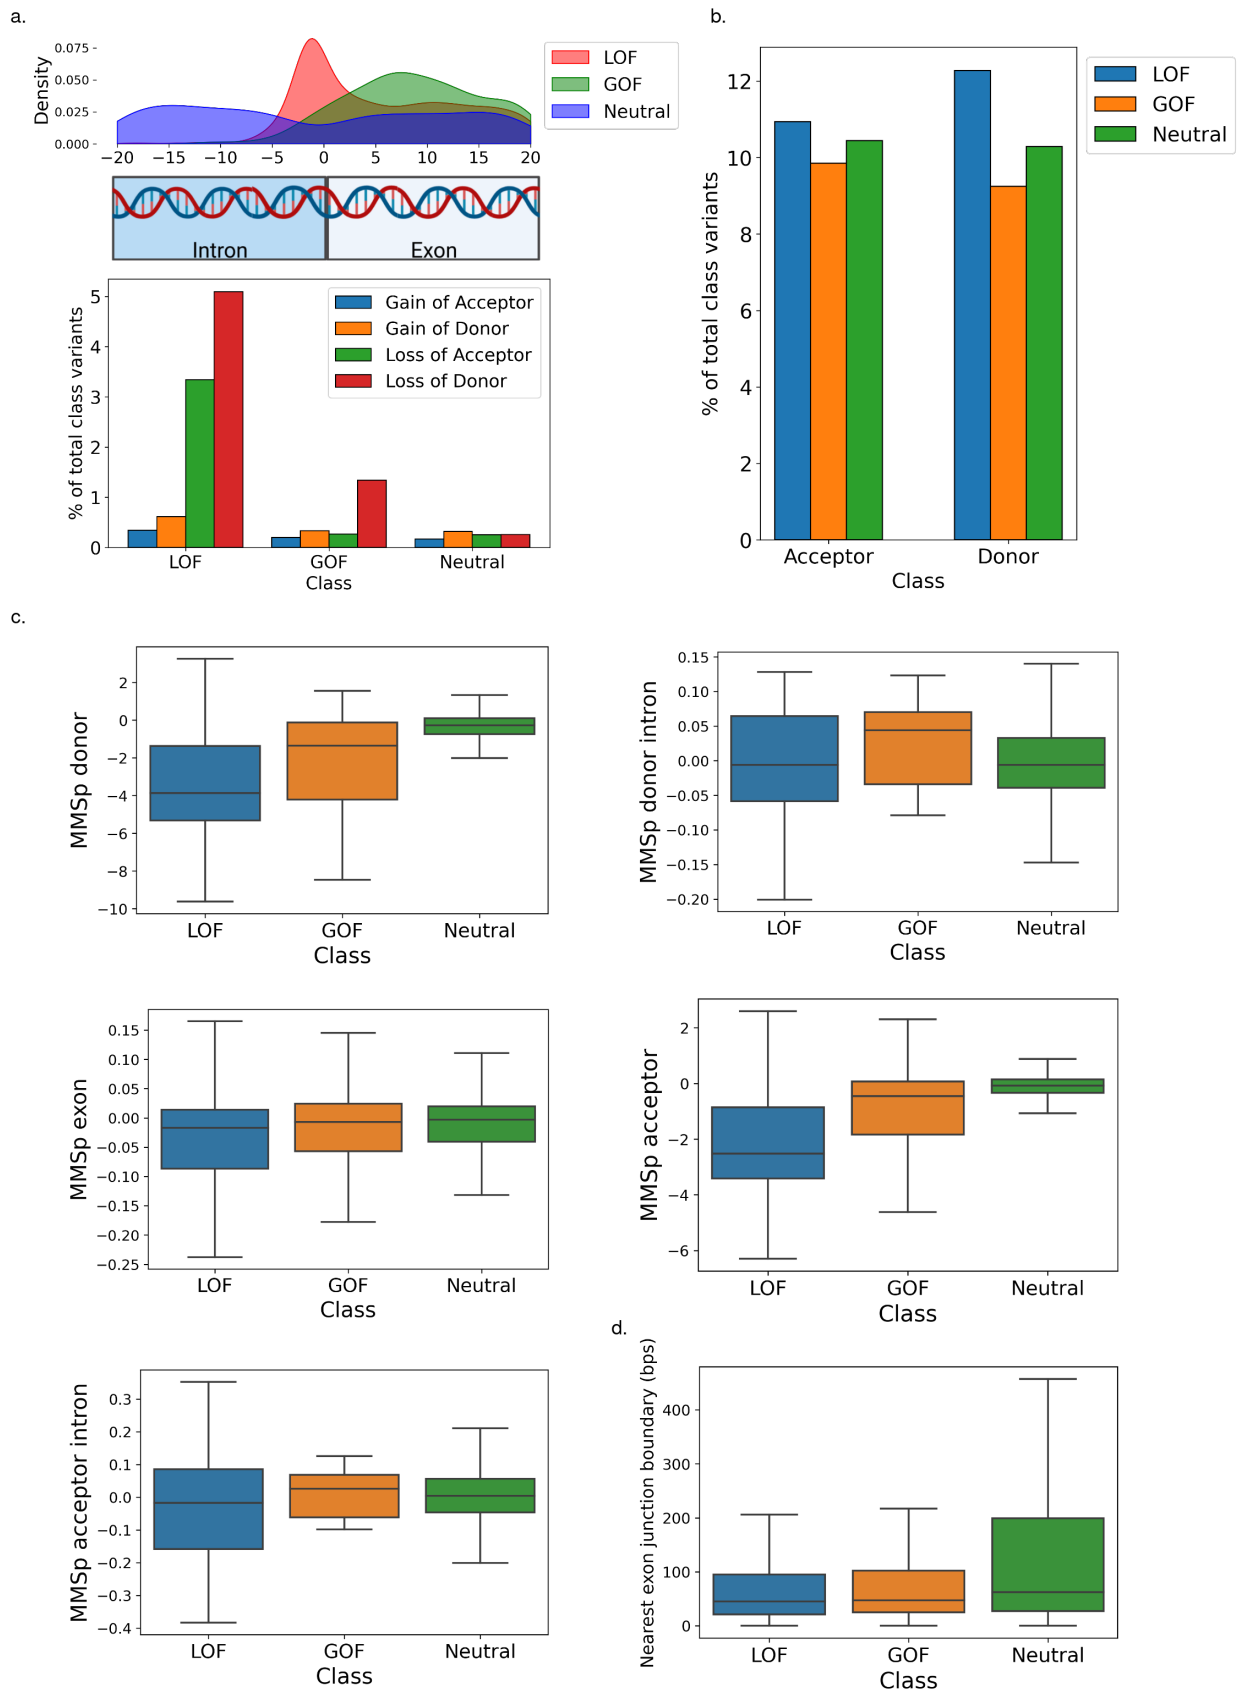 a.
Density
0.075
0.050
0.025
0.000
−20 −15 −10 −5 0 5 10 15 20
LOF
GOF
Neutral
Intron Exon
% of total class variants
5
4
3
2
1
0
Gain of Acceptor
Gain of Donor
Loss of Acceptor
Loss of Donor
LOF GOF Neutral
Class
b.
% of total class variants
12
10
8
6
4
2
0
LOF
GOF
Neutral
Acceptor Donor
Class
c.
MMSp donor
2
0
−2
−4
−6
−8
−10
LOF GOF Neutral
Class
MMSp donor intron
0.15
0.10
0.05
0.00
−0.05
−0.10
−0.15
−0.20
LOF GOF Neutral
Class
MMSp exon
0.15
0.10
0.05
0.00
−0.05
−0.10
−0.15
−0.20
−0.25
LOF GOF Neutral
Class
MMSp acceptor
2
0
−2
−4
−6
LOF GOF Neutral
Class
MMSp acceptor intron
0.3
0.2
0.1
0.0
−0.1
−0.2
−0.3
−0.4
LOF GOF Neutral
Class
d.
Nearest exon junction boundary (bps)
400
300
200
100
0
LOF GOF Neutral
Class